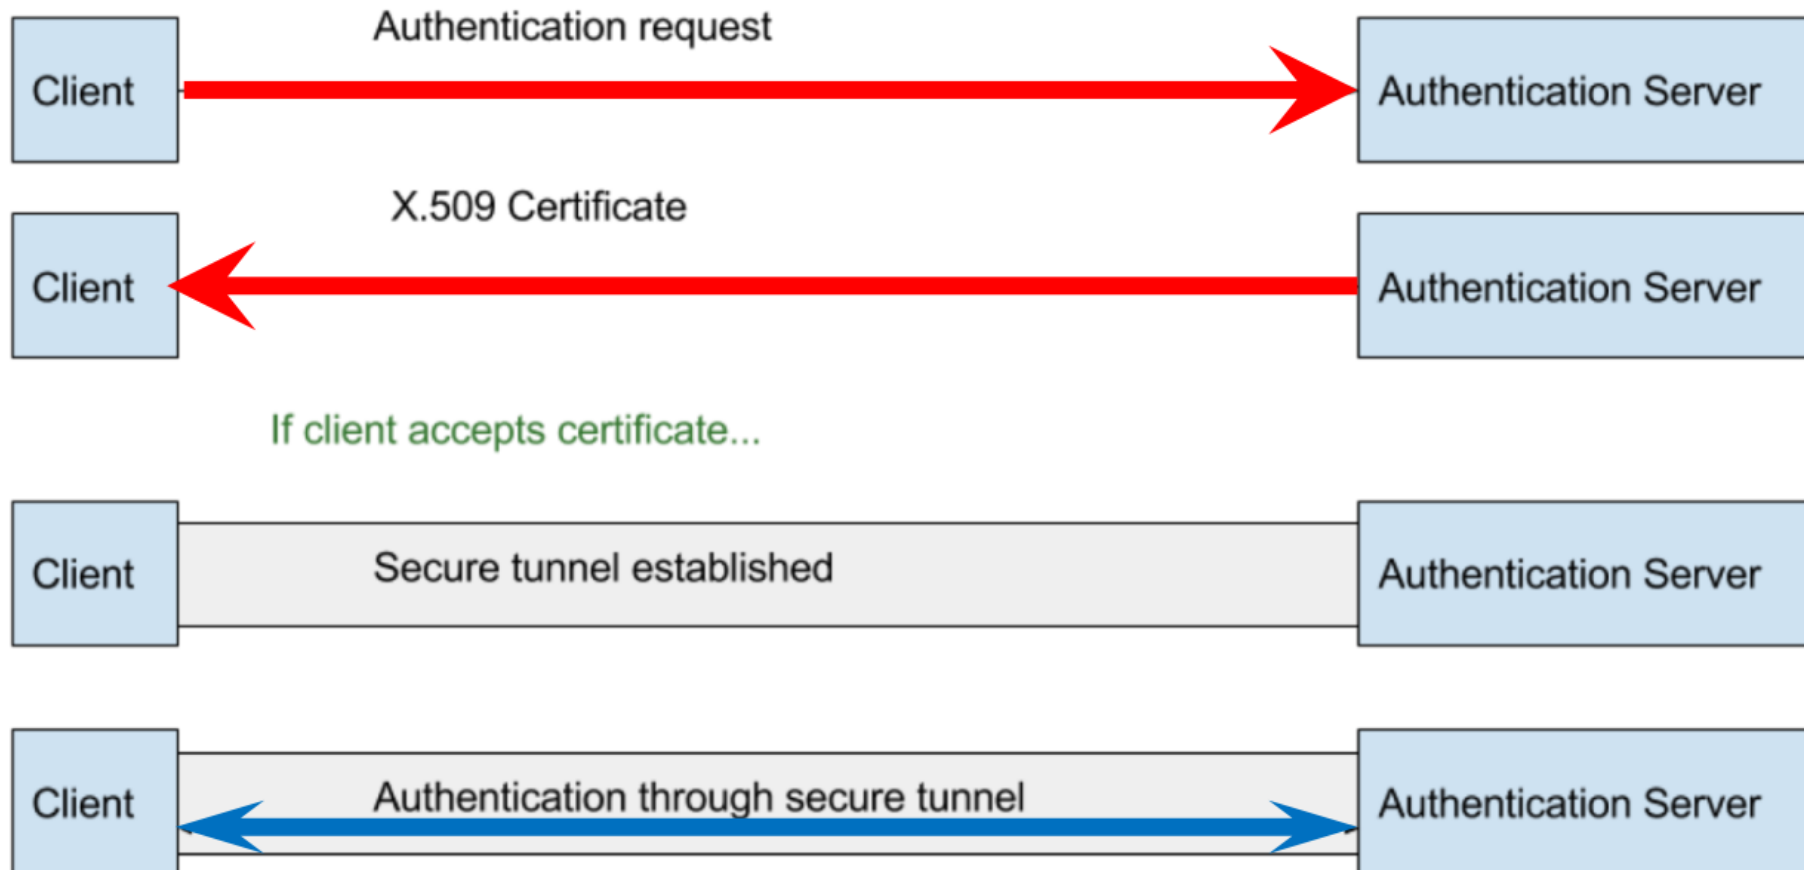 Authentication request
Client
Authentication Server
X.509 Certificate
Client
Authentication Server
If client accepts certificate...
Client
Secure tunnel established
Authentication Server
Client
Authentication through secure tunnel
Authentication Server